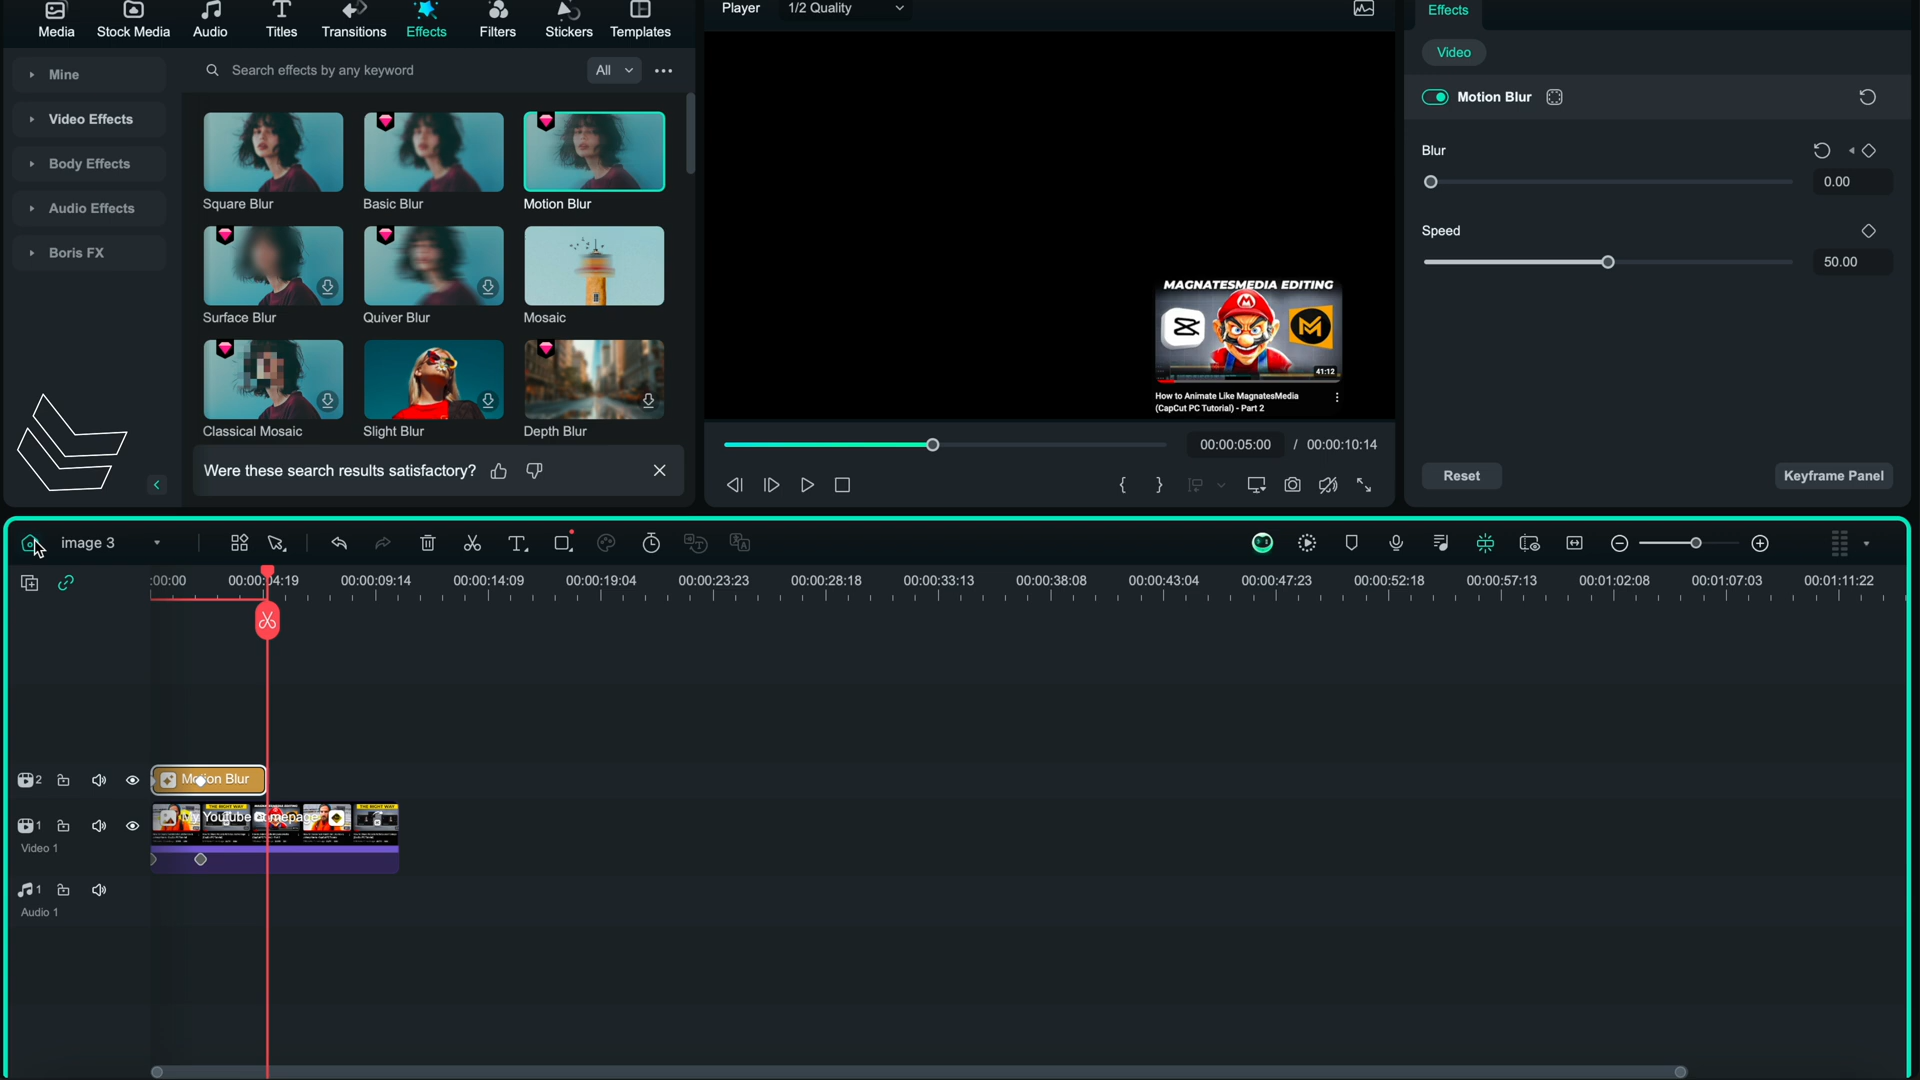 Media Stock Media Audio Titles Transitions Effects Filters Stickers Templates
Mine
Video Effects
Body Effects
Audio Effects
Boris FX
Search effects by any keyword
All
Square Blur Basic Blur Motion Blur
Surface Blur Quiver Blur Mosaic
Classical Mosaic Slight Blur Depth Blur
Were these search results satisfactory?
Player 1/2 Quality
MAGNATESMEDIA EDITING
41:12
How to Animate Like MagnatesMedia
(CapCut PC Tutorial) - Part 2
00:00:05:00 / 00:00:10:14
Effects
Video
Motion Blur
Blur
0.00
Speed
50.00
Reset Keyframe Panel
image 3
:00:00 00:00:04:19 00:00:09:14 00:00:14:09 00:00:19:04 00:00:23:23 00:00:28:18 00:00:33:13 00:00:38:08 00:00:43:04 00:00:47:23 00:00:52:18 00:00:57:13 00:01:02:08 00:01:07:03 00:01:11:22
2 Motion Blur
1 My YouTube
Video 1
1
Audio 1